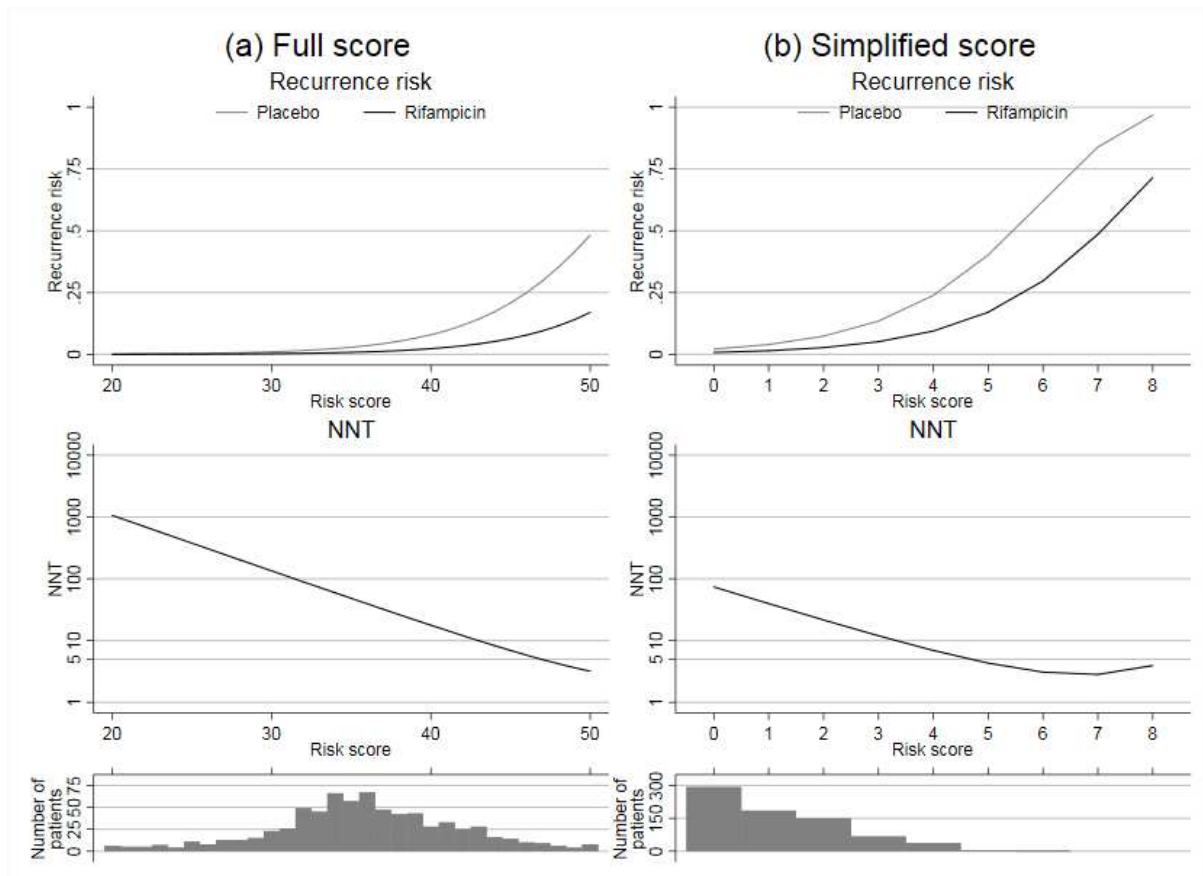 (a) Full score
Recurrence risk
Placebo Rifampicin
Recurrence risk
1
.75
.5
.25
0
20 30 40 50
Risk score
NNT
NNT
10000
1000
100
10
5
1
20 30 40 50
Risk score
Number of
patients
75
50
25
0
(b) Simplified score
Recurrence risk
Placebo Rifampicin
Recurrence risk
1
.75
.5
.25
0
0 1 2 3 4 5 6 7 8
Risk score
NNT
NNT
10000
1000
100
10
5
1
0 1 2 3 4 5 6 7 8
Risk score
Number of
patients
300
150
0